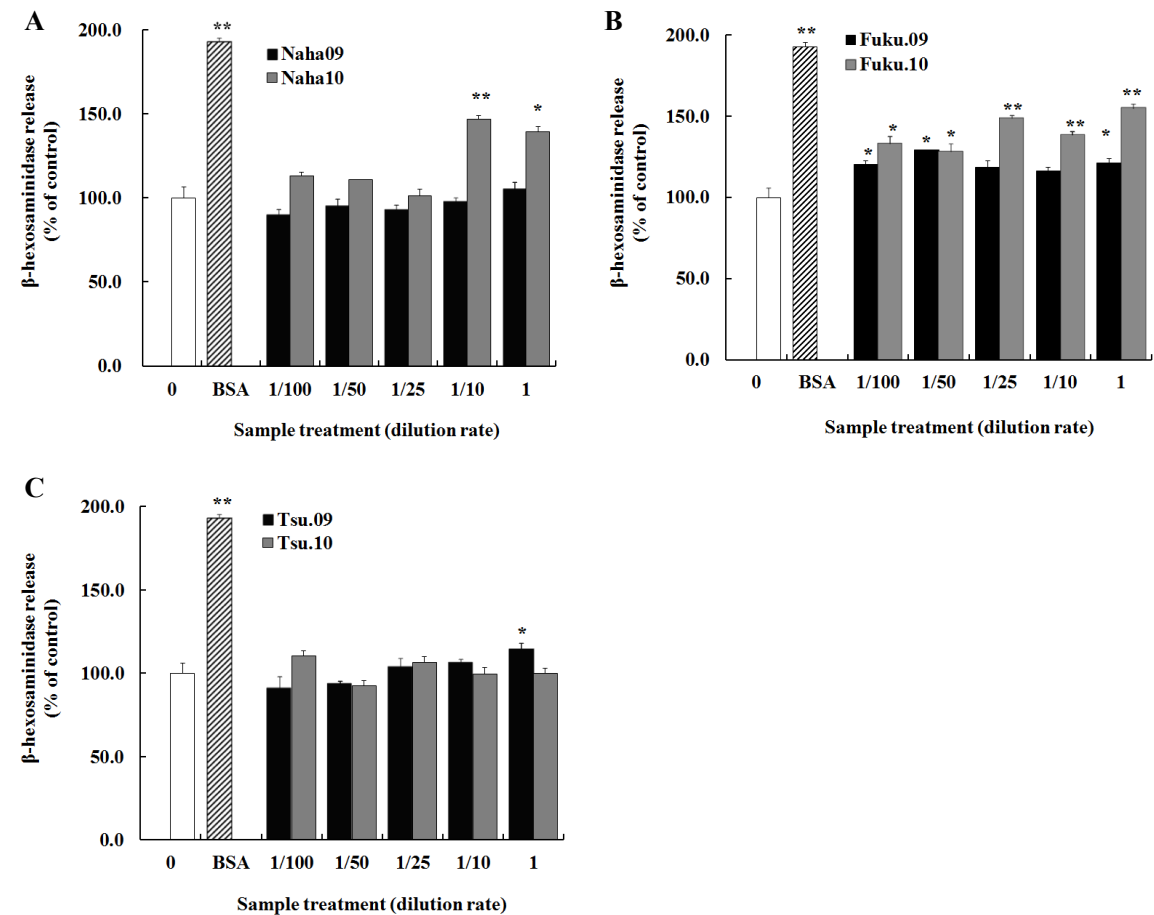 A
β-hexosaminidase release
(% of control)
200.0
150.0
100.0
50.0
0.0
**
** *
Naha09
Naha10
0 BSA 1/100 1/50 1/25 1/10 1
Sample treatment (dilution rate)
B
β-hexosaminidase release
(% of control)
200.0
150.0
100.0
50.0
0.0
**
* * * * ** ** * **
Fuku.09
Fuku.10
0 BSA 1/100 1/50 1/25 1/10 1
Sample treatment (dilution rate)
C
β-hexosaminidase release
(% of control)
200.0
150.0
100.0
50.0
0.0
**
*
Tsu.09
Tsu.10
0 BSA 1/100 1/50 1/25 1/10 1
Sample treatment (dilution rate)